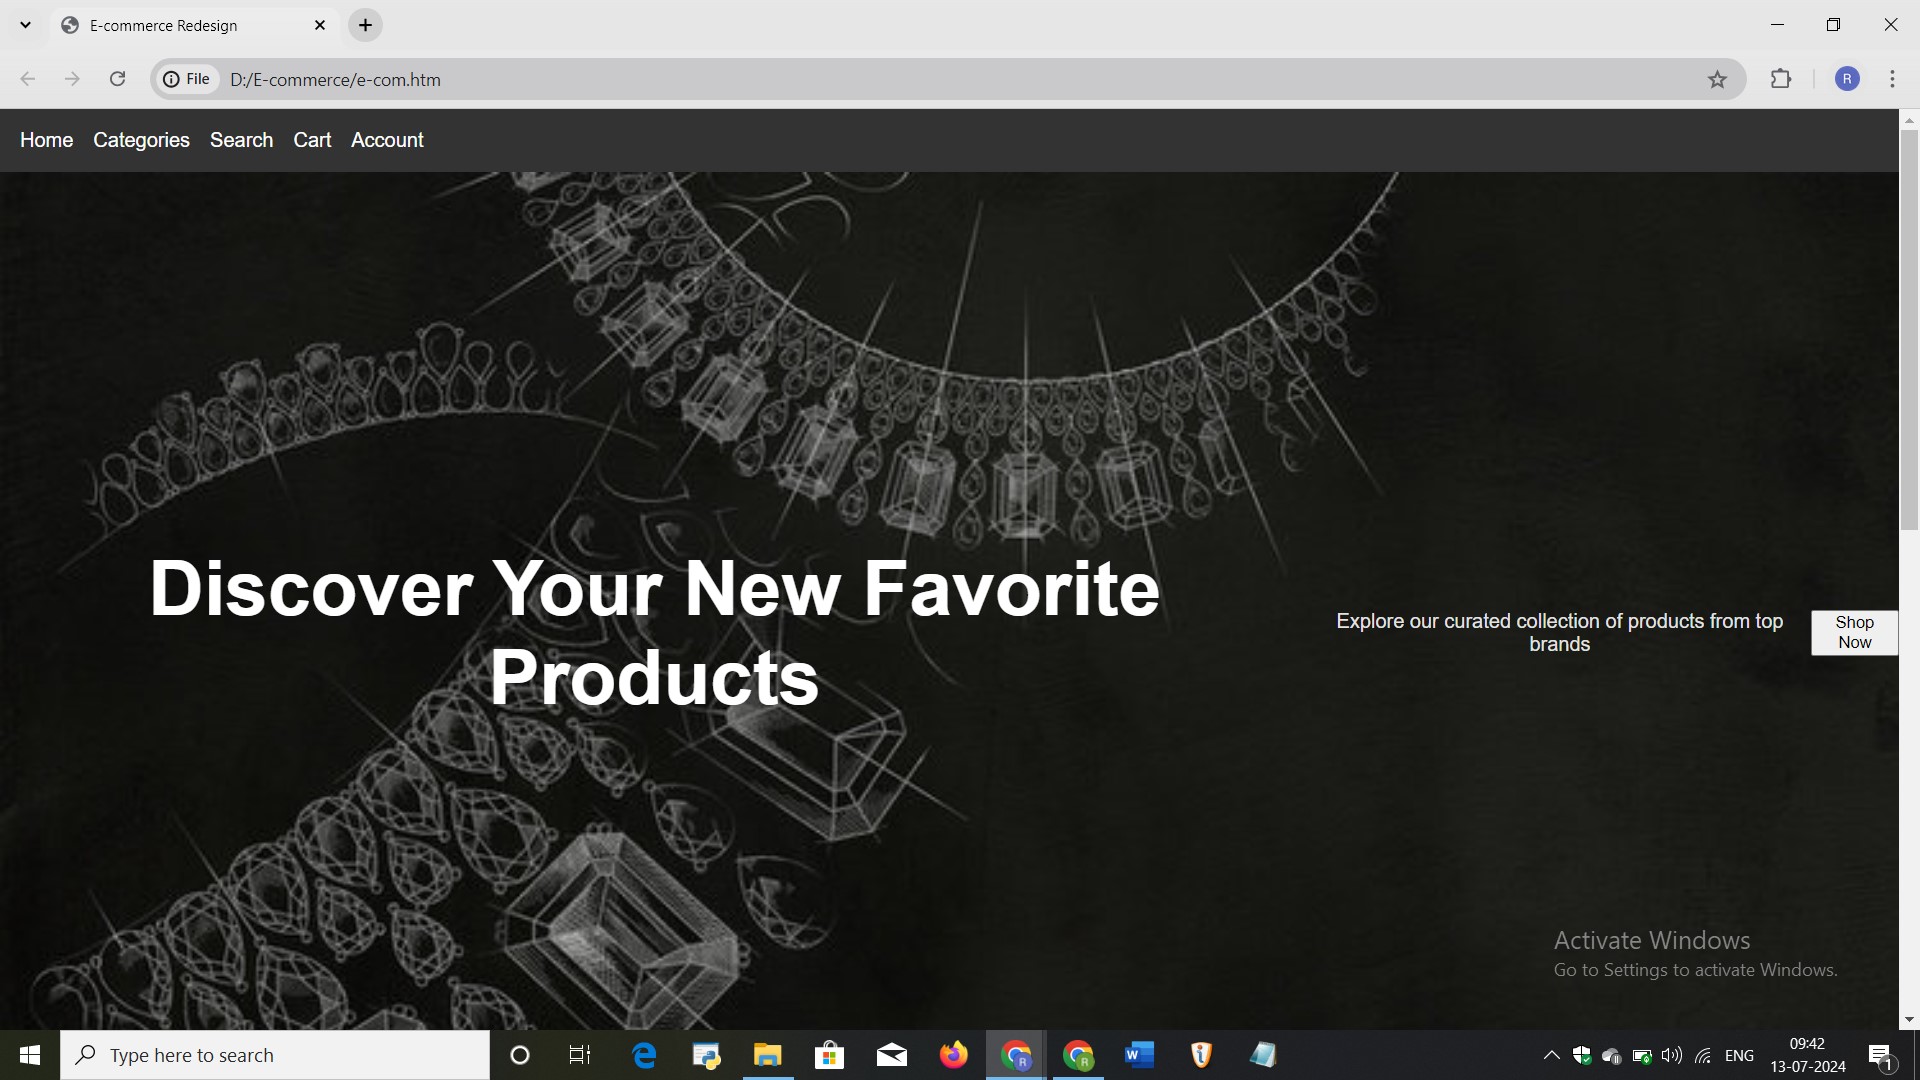 E-commerce Redesign
File D:/E-commerce/e-com.htm
R
Home Categories Search Cart Account
Discover Your New Favorite
Products
Explore our curated collection of products from top
brands
Shop
Now
Activate Windows
Go to Settings to activate Windows.
Type here to search
ENG
09:42
13-07-2024
1